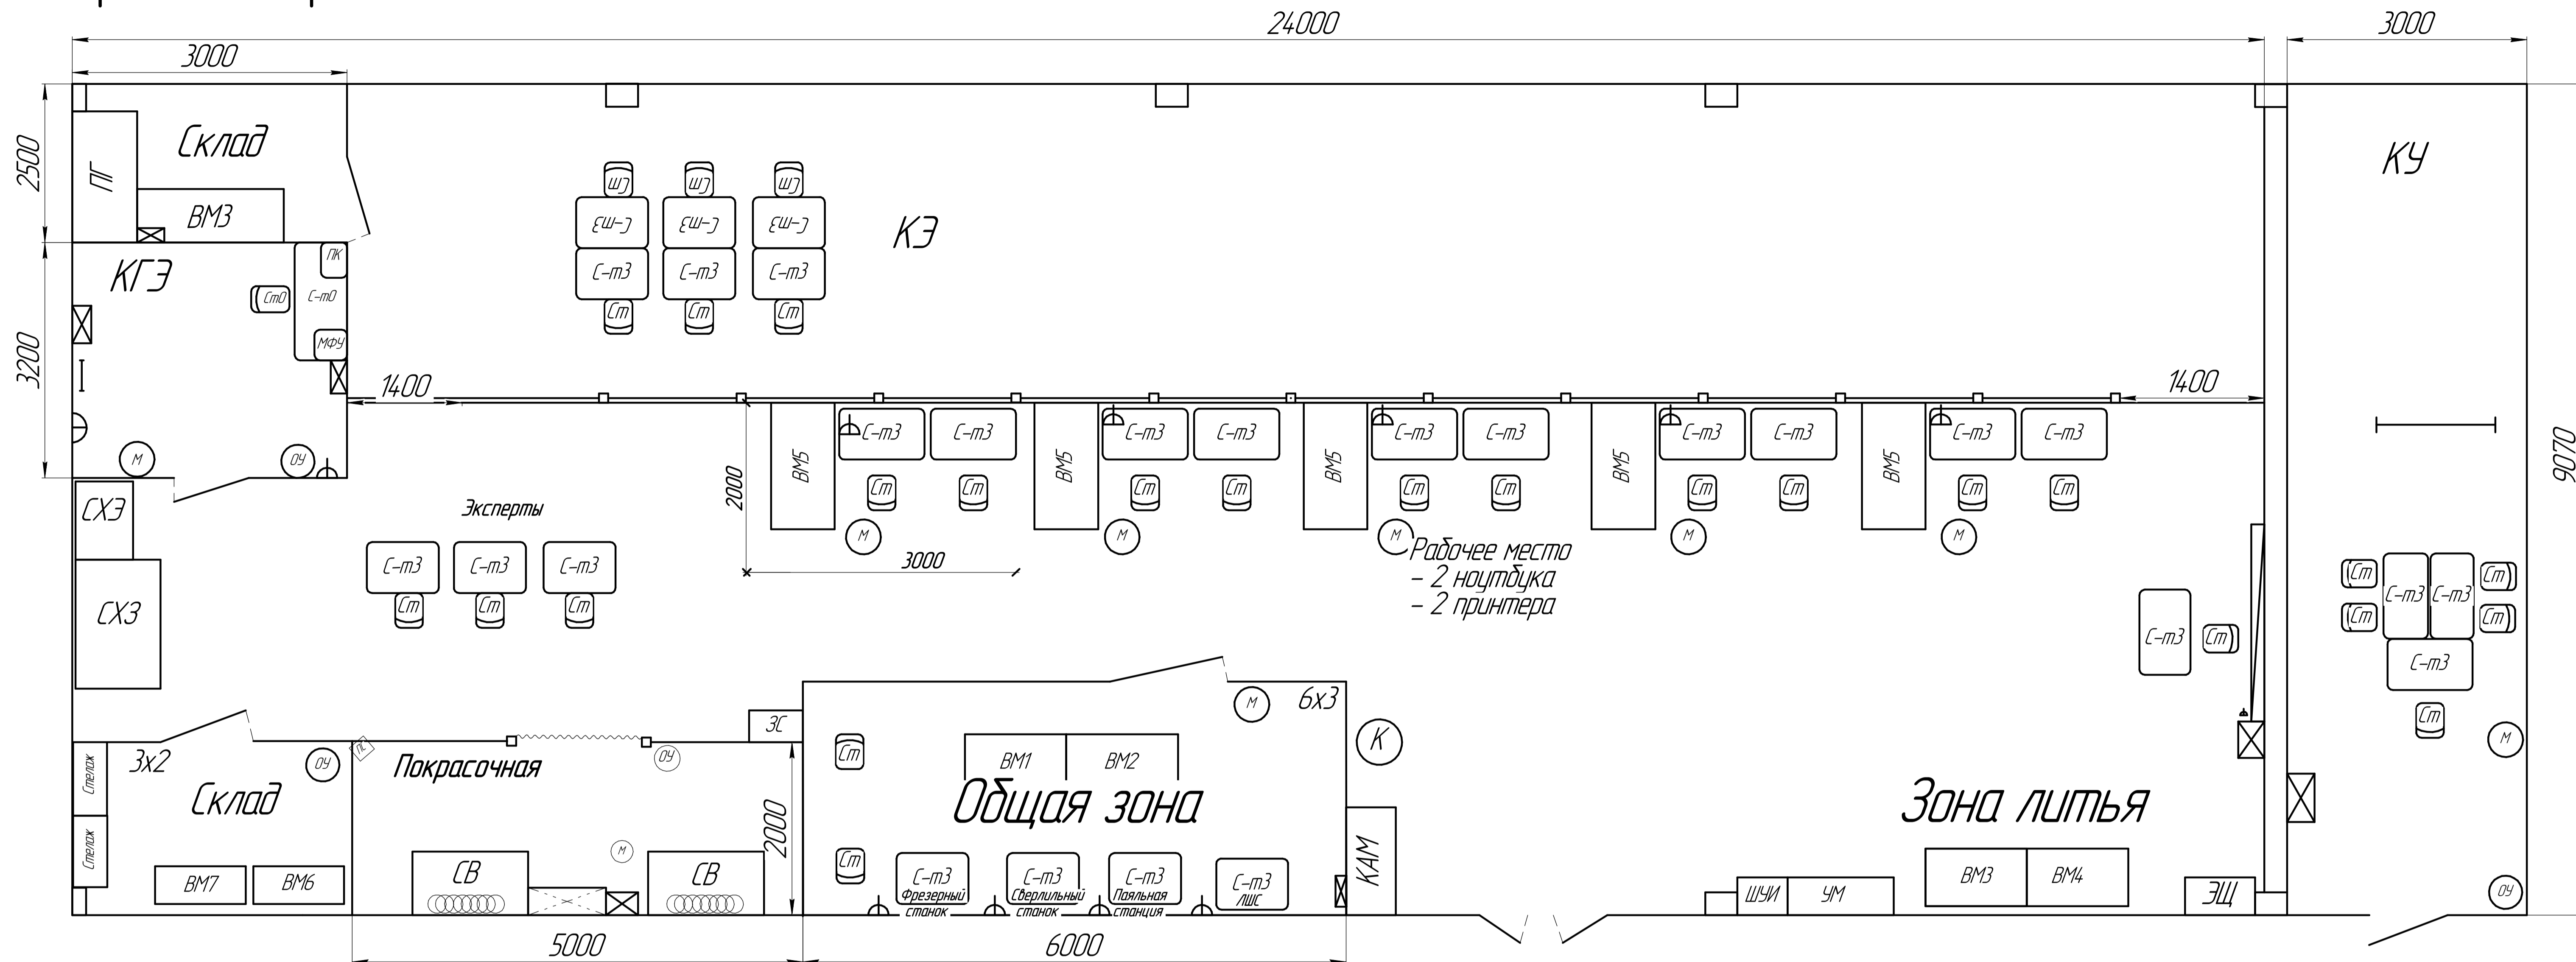 24000
3000
3000
2500
Склад
ПГ
ВМ3
КУ
Сш
Сш
Сш
С-ш3
С-ш3
С-ш3
КЭ
С-т3
С-т3
С-т3
Ст
Ст
Ст
КГЭ
ПК
СтО
С-тО
МФУ
3200
1400
1400
М
ОУ
9070
ВМ5
С-т3
С-т3
ВМ5
С-т3
С-т3
ВМ5
С-т3
С-т3
ВМ5
С-т3
С-т3
ВМ5
С-т3
С-т3
2000
Ст
Ст
Ст
Ст
Ст
Ст
Ст
Ст
Ст
Ст
М
М
М
М
М
СХЭ
Эксперты
3000
Рабочее место
- 2 ноутбука
- 2 принтера
С-т3
С-т3
С-т3
Ст
Ст
Ст
СХЗ
Ст
Ст
С-т3
С-т3
Ст
Ст
С-т3
Ст
С-т3
Ст
М
М
6х3
ЗС
К
3х2
Стелаж
Склад
ОУ
ПС
Покрасочная
ОУ
Ст
ВМ1
ВМ2
Общая зона
Зона литья
Стелаж
ВМ7
ВМ6
СВ
М
СВ
2000
Ст
С-т3
Фрезерный
станок
С-т3
Сверлильный
станок
С-т3
Паяльная
станция
С-т3
ЛШС
КАМ
ШУИ
УМ
ВМ3
ВМ4
ЭЩ
ОУ
5000
6000